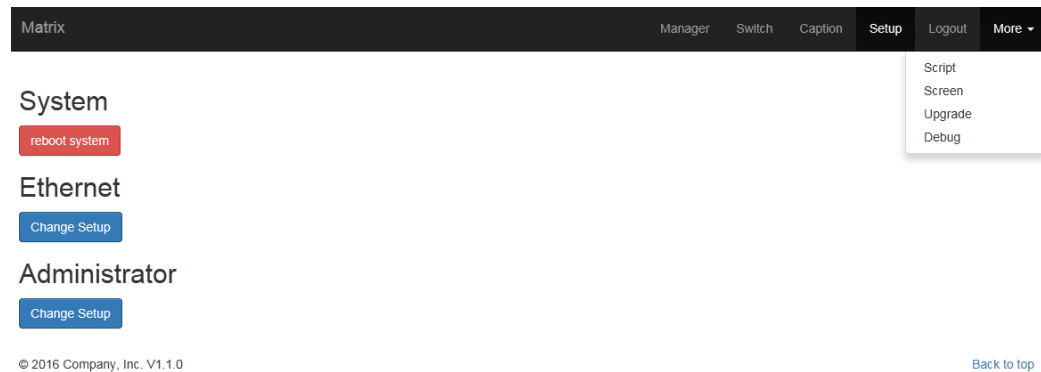 Matrix Manager Switch Caption Setup Logout More
Script
Screen
Upgrade
Debug
System
reboot system
Ethernet
Change Setup
Administrator
Change Setup
© 2016 Company, Inc. V1.1.0 Back to top